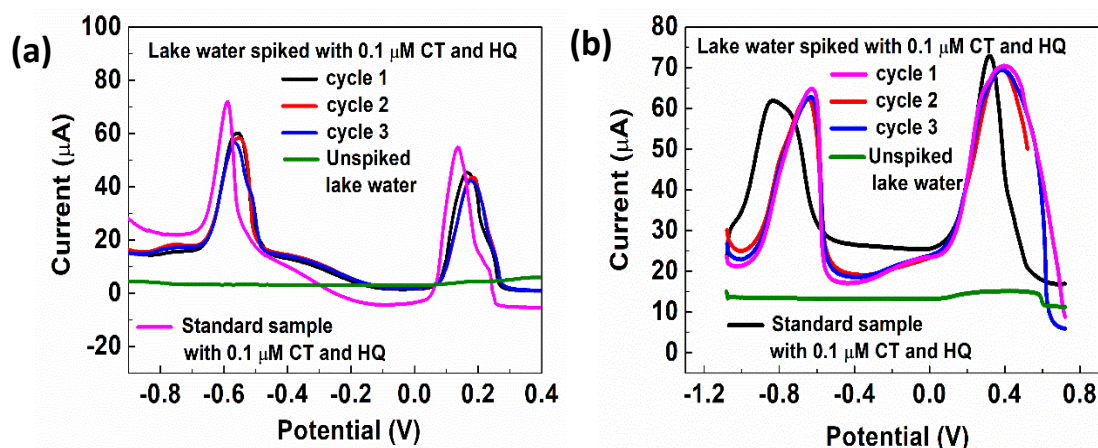 (a)
Lake water spiked with 0.1 μM CT and HQ
cycle 1
cycle 2
cycle 3
Unspiked
lake water
Standard sample
with 0.1 μM CT and HQ
100
80
60
40
20
0
-20
Current (μA)
-0.8 -0.6 -0.4 -0.2 0.0 0.2 0.4
Potential (V)
(b)
Lake water spiked with 0.1 μM CT and HQ
cycle 1
cycle 2
cycle 3
Unspiked
lake water
Standard sample
with 0.1 μM CT and HQ
80
70
60
50
40
30
20
10
0
Current (μA)
-1.2 -0.8 -0.4 0.0 0.4 0.8
Potential (V)